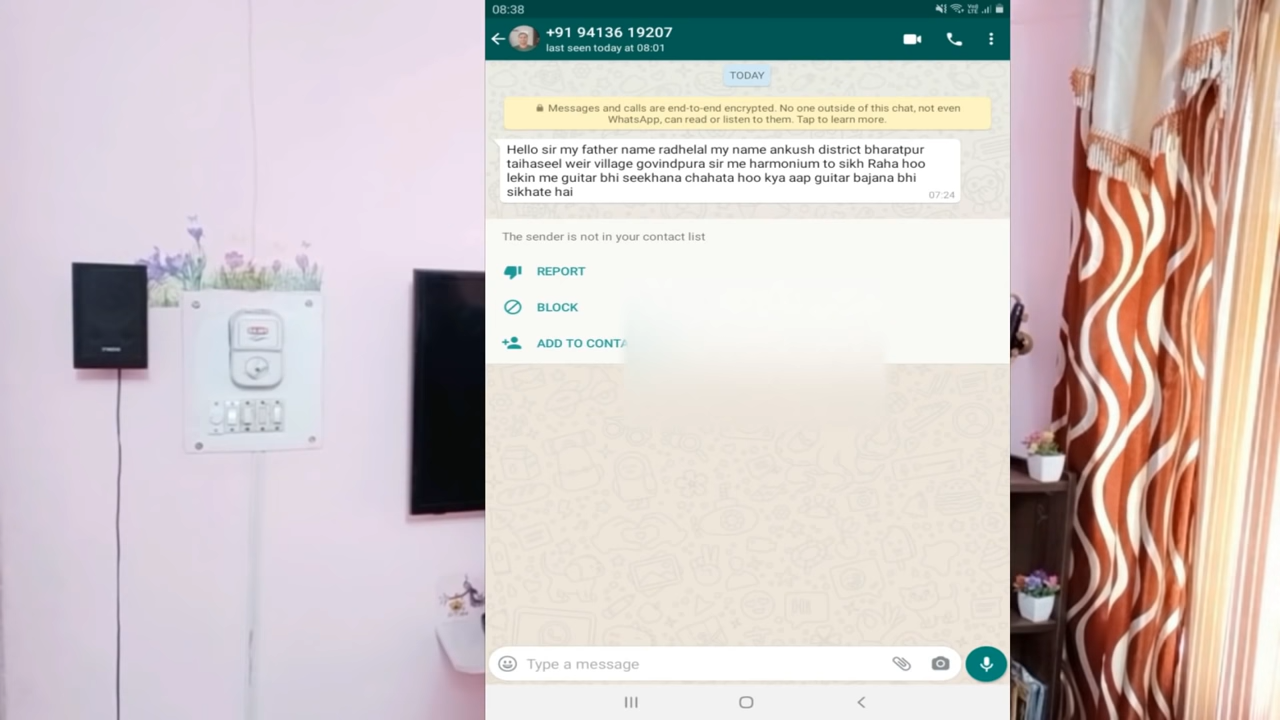 08:38
+91 94136 19207
last seen today at 08:01
TODAY
Messages and calls are end-to-end encrypted. No one outside of this chat, not even
WhatsApp, can read or listen to them. Tap to learn more.
Hello sir my father name radhelal my name ankush district bharatpur
taihaseel weir village govindpura sir me harmonium to sikh Raha hoo
lekin me guitar bhi seekhana chahata hoo kya aap guitar bajana bhi
sikhate hai
07:24
The sender is not in your contact list
REPORT
BLOCK
ADD TO CONTA
Type a message